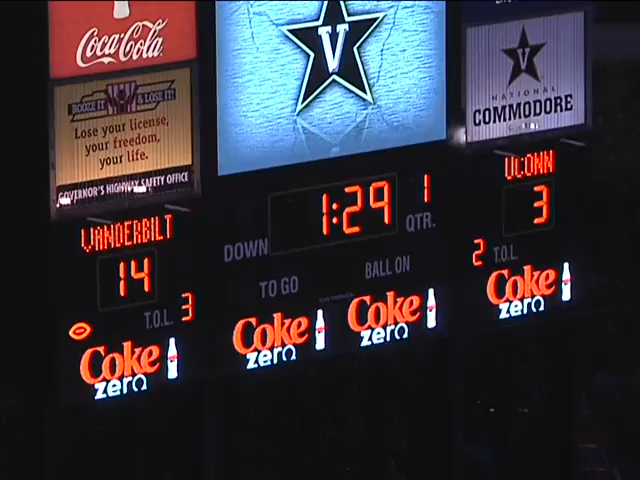 Coca-Cola
BOOZE IT & LOSE IT!
Lose your license,
your freedom,
your life.
GOVERNOR'S HIGHWAY SAFETY OFFICE
V
NATIONAL
COMMODORE
VANDERBILT
14
T.O.L. 3
1:29
1
QTR.
DOWN
TO GO
BALL ON
UCONN
3
2 T.O.L.
Coke
zero
Coke
zero
Coke
zero
Coke
zero